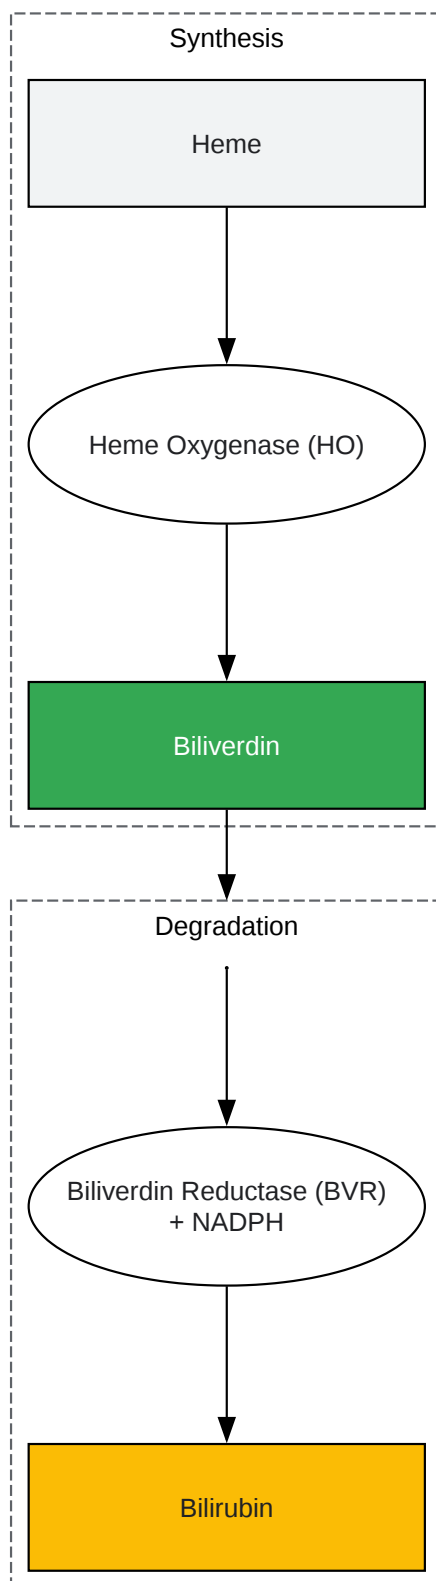 Synthesis
Heme
Heme Oxygenase (HO)
Biliverdin
Degradation
Biliverdin Reductase (BVR)
+ NADPH
Bilirubin